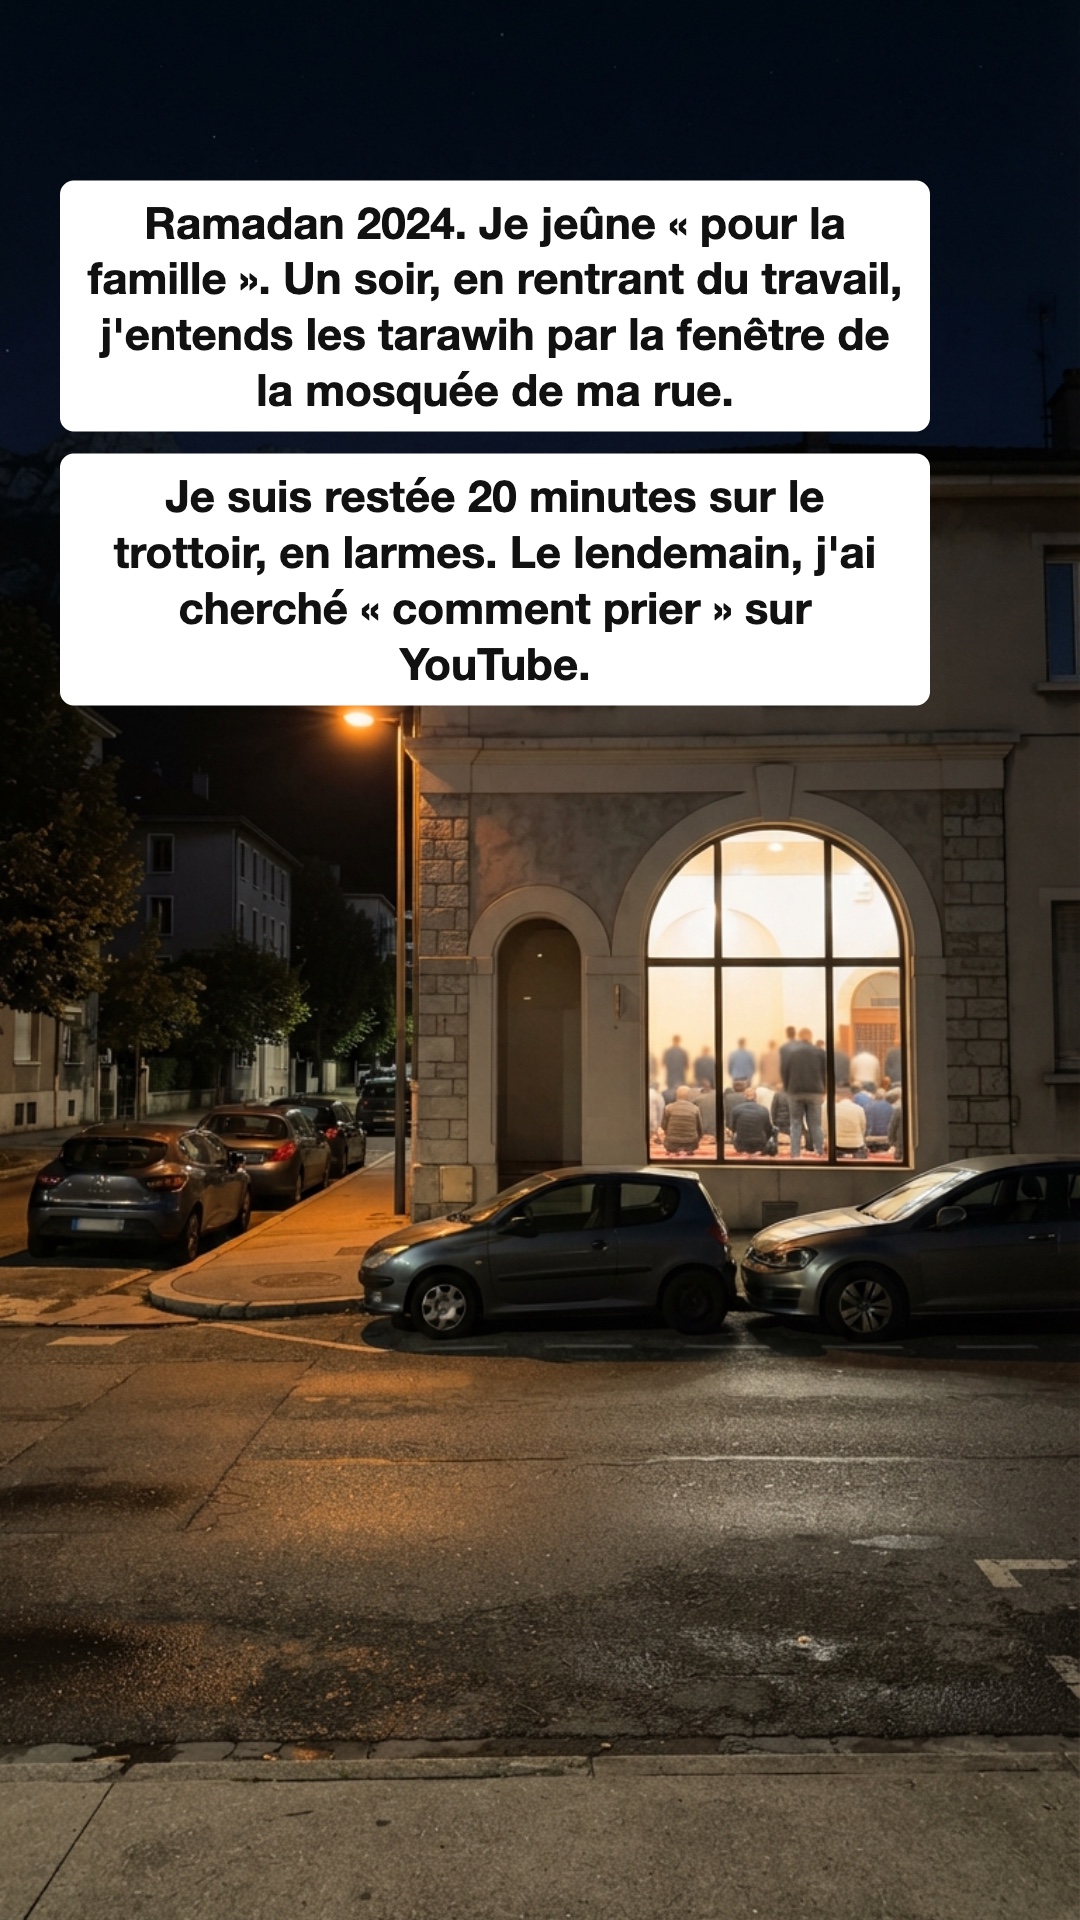 Ramadan 2024. Je jeûne « pour la
famille ». Un soir, en rentrant du travail,
j'entends les tarawih par la fenêtre de
la mosquée de ma rue.
Je suis restée 20 minutes sur le
trottoir, en larmes. Le lendemain, j'ai
cherché « comment prier » sur
YouTube.